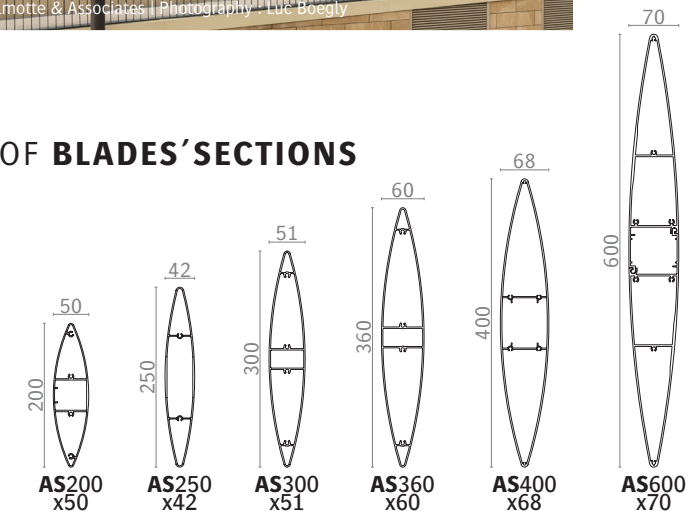 & Associates | Photography : Luc Boegly
OF BLADES´SECTIONS
70
600
68
400
60
360
51
300
42
250
50
200
AS200
x50
AS250
x42
AS300
x51
AS360
x60
AS400
x68
AS600
x70